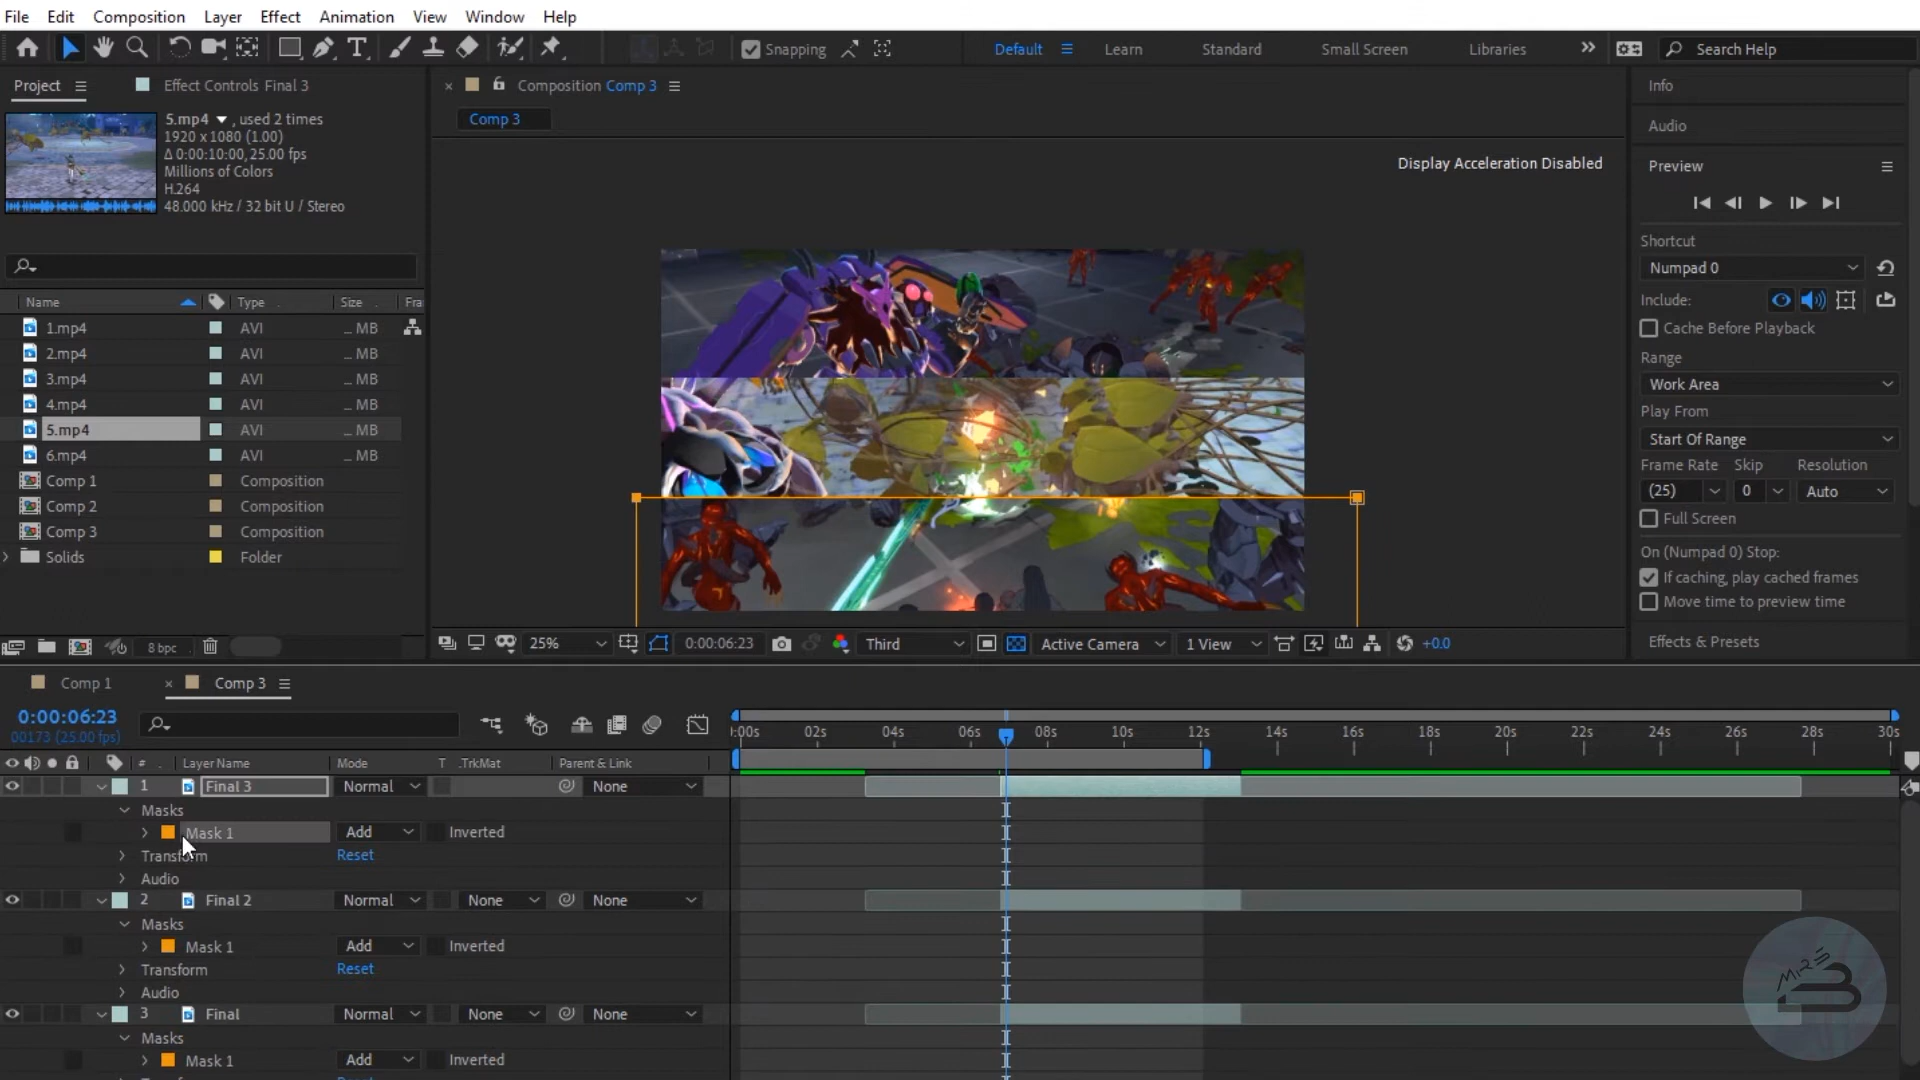 File Edit Composition Layer Effect Animation View Window Help
Snapping Default Learn Standard Small Screen Libraries Search Help
Project Effect Controls Final 3 Composition Comp 3 Info
Comp 3
5.mp4 , used 2 times
1920 x 1080 (1.00)
Δ 0:00:10:00, 25.00 fps
Millions of Colors
H.264
48.000 kHz / 32 bit U / Stereo
Display Acceleration Disabled
Audio
Preview
Shortcut
Numpad 0
Include:
Cache Before Playback
Range
Work Area
Play From
Start Of Range
Frame Rate Skip Resolution
(25) 0 Auto
Full Screen
On (Numpad 0) Stop:
If caching, play cached frames
Move time to preview time
Effects & Presets
Name Type Size Fra
1.mp4 AVI ... MB
2.mp4 AVI ... MB
3.mp4 AVI ... MB
4.mp4 AVI ... MB
5.mp4 AVI ... MB
6.mp4 AVI ... MB
Comp 1 Composition
Comp 2 Composition
Comp 3 Composition
Solids Folder
8 bpc
25% 0:00:06:23 Third Active Camera 1 View +0.0
Comp 1 Comp 3
0:00:06:23
00173 (25.00 fps)
:00s 02s 04s 06s 08s 10s 12s 14s 16s 18s 20s 22s 24s 26s 28s 30s
# Layer Name Mode T .TrkMat Parent & Link
1 Final 3 Normal None
Masks
Mask 1 Add Inverted
Transform Reset
Audio
2 Final 2 Normal None None
Masks
Mask 1 Add Inverted
Transform Reset
Audio
3 Final Normal None None
Masks
Mask 1 Add Inverted
MRS
B